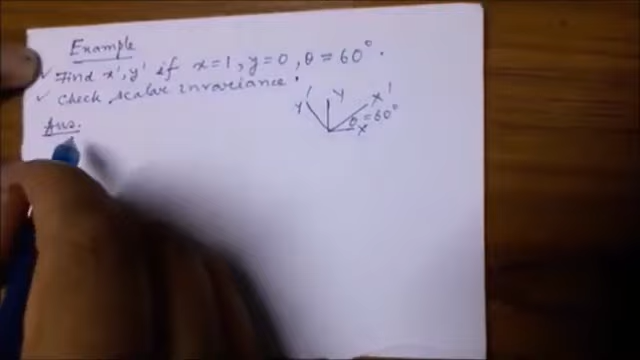 Example
✓ Find x', y' if x=1, y=0, θ = 60°.
✓ Check scalar invariance.
Y' Y X'
θ = 60°
X
Ans.